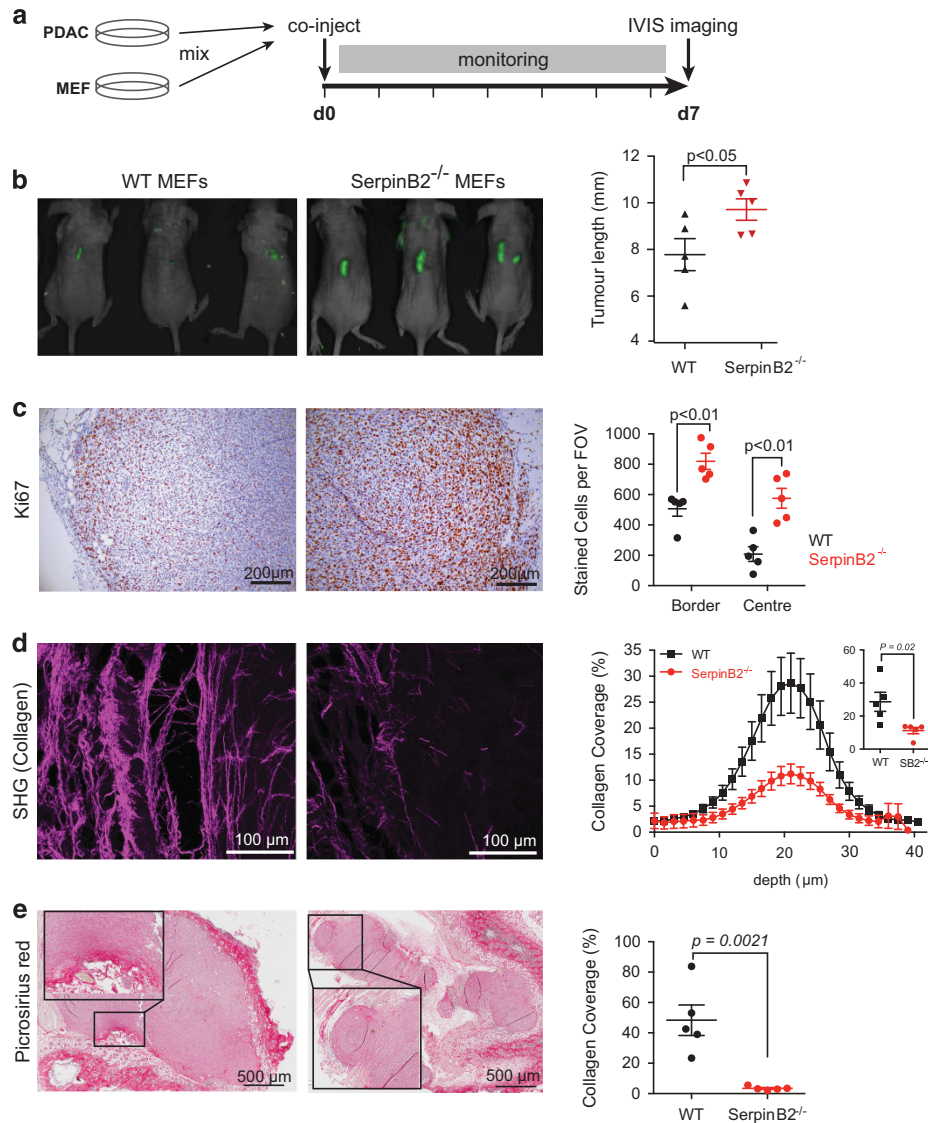 a
PDAC
MEF
mix
co-inject
monitoring
IVIS imaging
d0
d7
b
WT MEFs
SerpinB2-/- MEFs
Tumour length (mm)
12
10
8
6
4
p<0.05
WT
SerpinB2-/-
c
Ki67
200µm
200µm
Stained Cells per FOV
1000
800
600
400
200
0
p<0.01
p<0.01
Border
Centre
WT
SerpinB2-/-
d
SHG (Collagen)
100 µm
100 µm
Collagen Coverage (%)
35
30
25
20
15
10
5
0
WT
SerpinB2-/-
0
10
20
30
40
depth (µm)
P = 0.02
60
40
20
0
WT
SB2-/-
e
Picrosirius red
500 µm
500 µm
Collagen Coverage (%)
100
80
60
40
20
0
p = 0.0021
WT
SerpinB2-/-